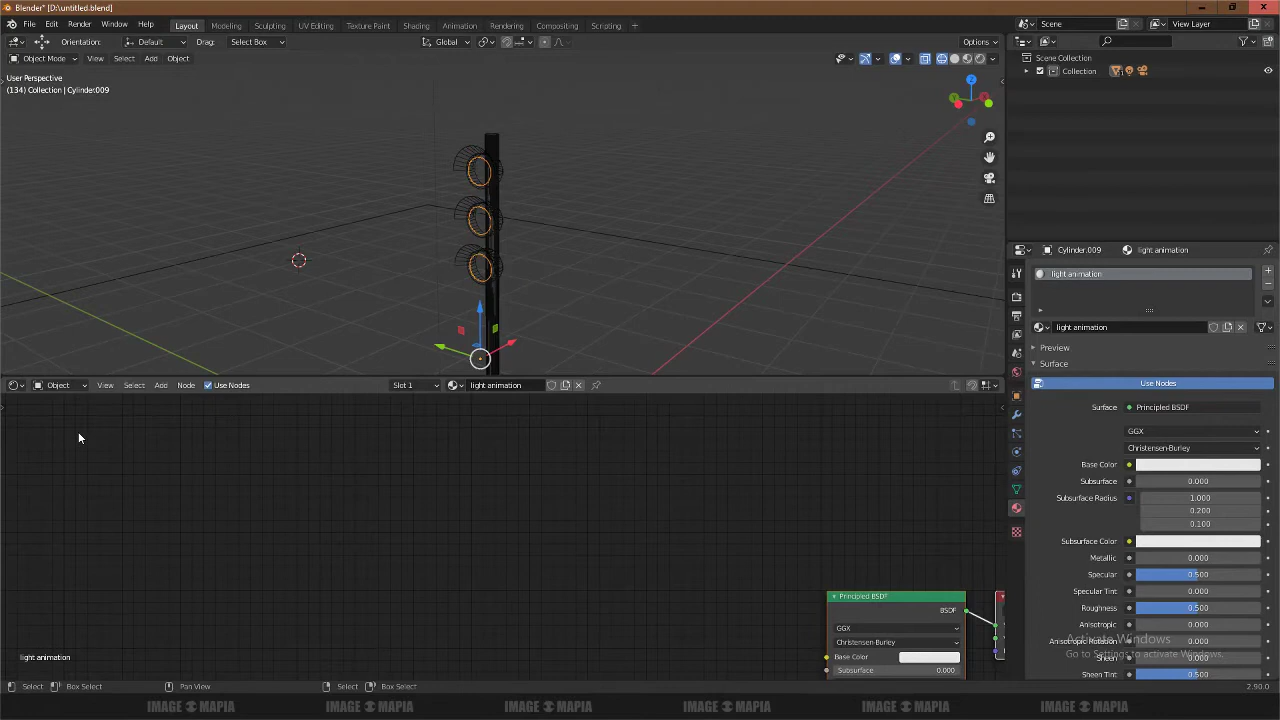 Blender* [D:\untitled.blend]
File Edit Render Window Help Layout Modeling Sculpting UV Editing Texture Paint Shading Animation Rendering Compositing Scripting Scene View Layer
Orientation: Default Drag: Select Box Global Options
Object Mode View Select Add Object
User Perspective
(134) Collection | Cylinder.009
Z
Scene Collection
Collection
Cylinder.009 light animation
light animation
light animation
Preview
Surface
Use Nodes
Surface Principled BSDF
GGX
Christensen-Burley
Base Color
Subsurface 0.000
Subsurface Radius 1.000
0.200
0.100
Subsurface Color
Metallic 0.000
Specular 0.500
Specular Tint 0.000
Roughness 0.500
Anisotropic 0.000
Anisotropic Rotation 0.000
Sheen 0.000
Sheen Tint 0.500
Activate Windows
Go to Settings to activate Windows.
Object View Select Add Node Use Nodes Slot 1 light animation
Principled BSDF
BSDF
GGX
Christensen-Burley
Base Color
Subsurface 0.000
light animation
Select Box Select Pan View Select Box Select 2.90.0
IMAGE MAPIA IMAGE MAPIA IMAGE MAPIA IMAGE MAPIA IMAGE MAPIA IMAGE MAPIA